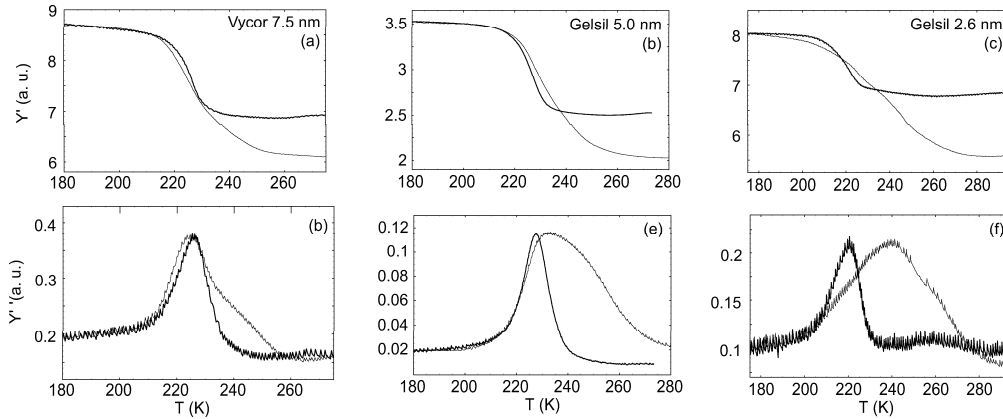 Vycor 7.5 nm
(a)
Y' (a. u.)
9
8
7
6
180 200 220 240 260
Gelsil 5.0 nm
(b)
3.5
3
2.5
2
180 200 220 240 260 280
Gelsil 2.6 nm
(c)
8
7
6
180 200 220 240 260 280
(b)
Y''(a. u.)
0.4
0.3
0.2
180 200 220 240 260
T (K)
(e)
0.12
0.1
0.08
0.06
0.04
0.02
180 200 220 240 260 280
T (K)
(f)
0.2
0.15
0.1
180 200 220 240 260 280
T (K)